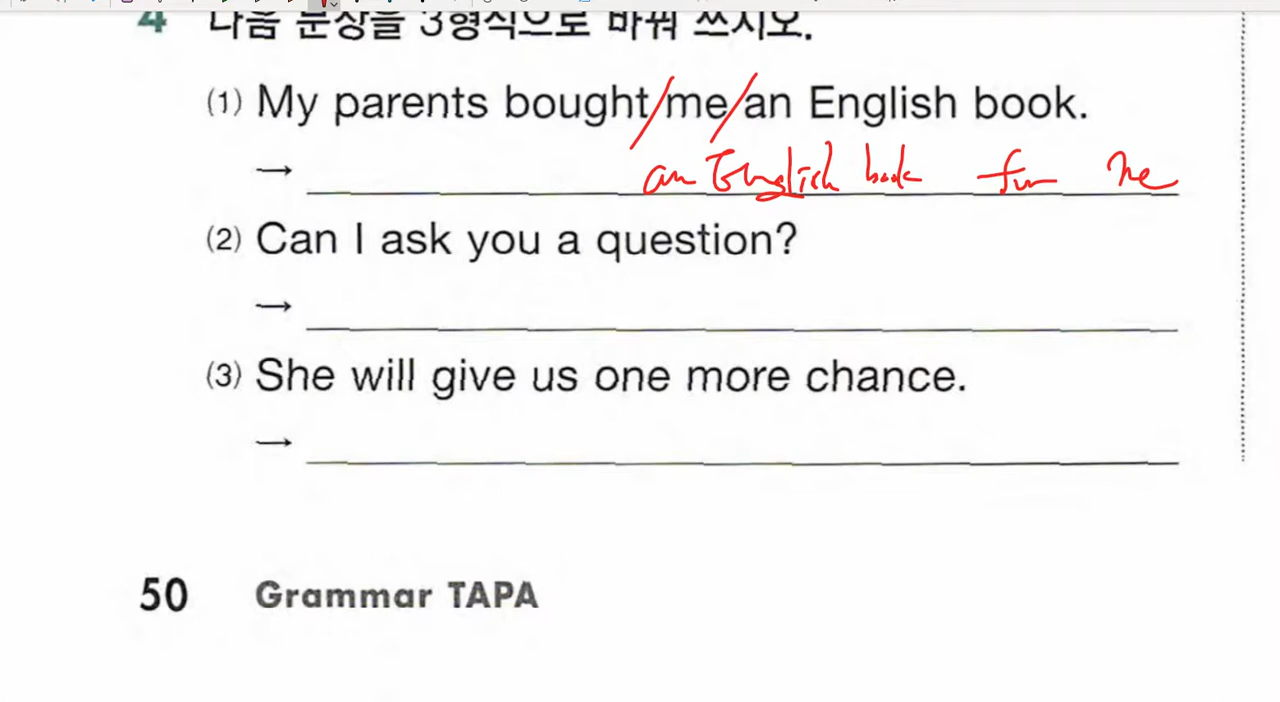 4 다음 문장을 3형식으로 바꿔 쓰시오.
(1) My parents bought/me/an English book.
→ an English book for me
(2) Can I ask you a question?
→
(3) She will give us one more chance.
→
50 Grammar TAPA